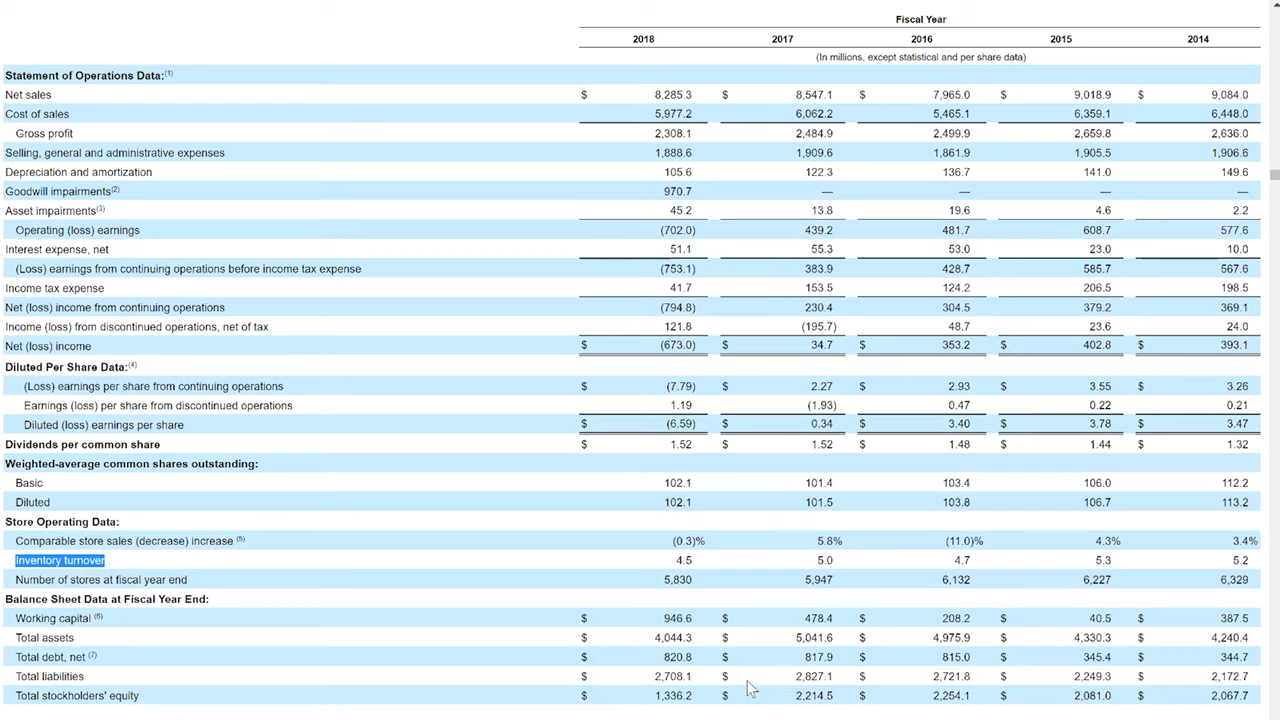 Fiscal Year
2018 2017 2016 2015 2014
(In millions, except statistical and per share data)
Statement of Operations Data:(1)
Net sales $ 8,285.3 $ 8,547.1 $ 7,965.0 $ 9,018.9 $ 9,084.0
Cost of sales 5,977.2 6,062.2 5,465.1 6,359.1 6,448.0
Gross profit 2,308.1 2,484.9 2,499.9 2,659.8 2,636.0
Selling, general and administrative expenses 1,888.6 1,909.6 1,861.9 1,905.5 1,906.6
Depreciation and amortization 105.6 122.3 136.7 141.0 149.6
Goodwill impairments(2) 970.7 — — — —
Asset impairments(3) 45.2 13.8 19.6 4.6 2.2
Operating (loss) earnings (702.0) 439.2 481.7 608.7 577.6
Interest expense, net 51.1 55.3 53.0 23.0 10.0
(Loss) earnings from continuing operations before income tax expense (753.1) 383.9 428.7 585.7 567.6
Income tax expense 41.7 153.5 124.2 206.5 198.5
Net (loss) income from continuing operations (794.8) 230.4 304.5 379.2 369.1
Income (loss) from discontinued operations, net of tax 121.8 (195.7) 48.7 23.6 24.0
Net (loss) income $ (673.0) $ 34.7 $ 353.2 $ 402.8 $ 393.1
Diluted Per Share Data:(4)
(Loss) earnings per share from continuing operations $ (7.79) $ 2.27 $ 2.93 $ 3.55 $ 3.26
Earnings (loss) per share from discontinued operations 1.19 (1.93) 0.47 0.22 0.21
Diluted (loss) earnings per share $ (6.59) $ 0.34 $ 3.40 $ 3.78 $ 3.47
Dividends per common share $ 1.52 $ 1.52 $ 1.48 $ 1.44 $ 1.32
Weighted-average common shares outstanding:
Basic 102.1 101.4 103.4 106.0 112.2
Diluted 102.1 101.5 103.8 106.7 113.2
Store Operating Data:
Comparable store sales (decrease) increase (5) (0.3)% 5.8% (11.0)% 4.3% 3.4%
Inventory turnover 4.5 5.0 4.7 5.3 5.2
Number of stores at fiscal year end 5,830 5,947 6,132 6,227 6,329
Balance Sheet Data at Fiscal Year End:
Working capital (6) $ 946.6 $ 478.4 $ 208.2 $ 40.5 $ 387.5
Total assets $ 4,044.3 $ 5,041.6 $ 4,975.9 $ 4,330.3 $ 4,240.4
Total debt, net (7) $ 820.8 $ 817.9 $ 815.0 $ 345.4 $ 344.7
Total liabilities $ 2,708.1 $ 2,827.1 $ 2,721.8 $ 2,249.3 $ 2,172.7
Total stockholders' equity $ 1,336.2 $ 2,214.5 $ 2,254.1 $ 2,081.0 $ 2,067.7